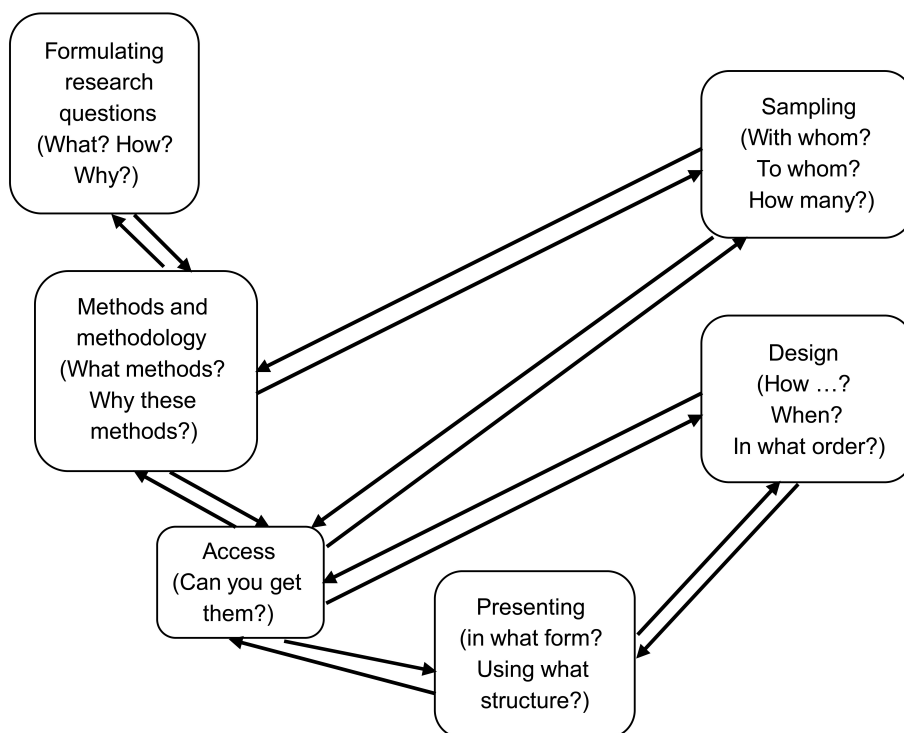 Formulating
research
questions
(What? How?
Why?)
Sampling
(With whom?
To whom?
How many?)
Methods and
methodology
(What methods?
Why these
methods?)
Design
(How …?
When?
In what order?)
Access
(Can you get
them?)
Presenting
(in what form?
Using what
structure?)